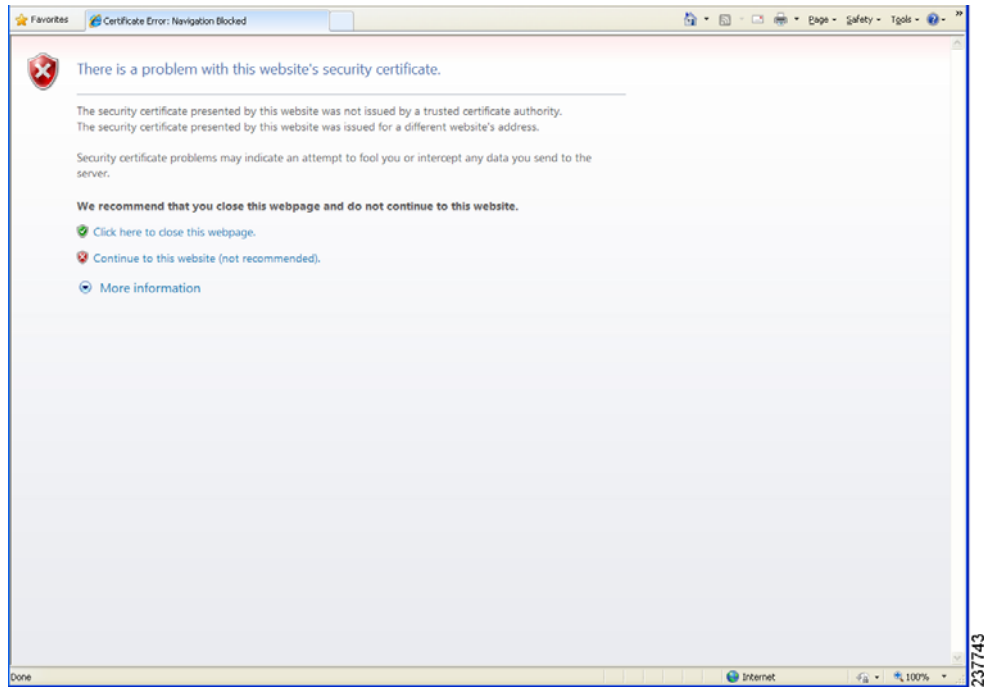 Favorites
Certificate Error: Navigation Blocked
Page
Safety
Tools
»
There is a problem with this website's security certificate.
The security certificate presented by this website was not issued by a trusted certificate authority.
The security certificate presented by this website was issued for a different website's address.
Security certificate problems may indicate an attempt to fool you or intercept any data you send to the
server.
We recommend that you close this webpage and do not continue to this website.
Click here to close this webpage.
Continue to this website (not recommended).
More information
Done
Internet
100%
237743